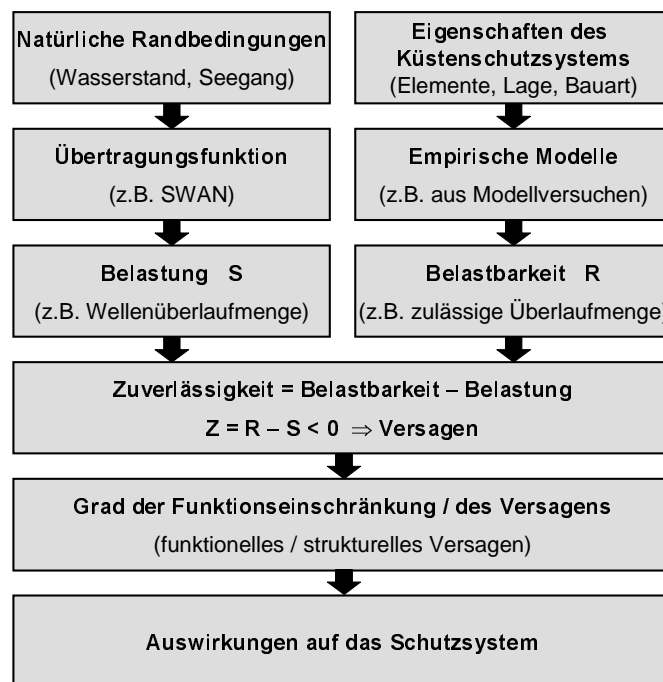 Natürliche Randbedingungen
(Wasserstand, Seegang)
Eigenschaften des
Küstenschutzsystems
(Elemente, Lage, Bauart)
Übertragungsfunktion
(z.B. SWAN)
Empirische Modelle
(z.B. aus Modellversuchen)
Belastung S
(z.B. Wellenüberlaufmenge)
Belastbarkeit R
(z.B. zulässige Überlaufmenge)
Zuverlässigkeit = Belastbarkeit – Belastung
Z = R – S < 0 ⇒ Versagen
Grad der Funktionseinschränkung / des Versagens
(funktionelles / strukturelles Versagen)
Auswirkungen auf das Schutzsystem